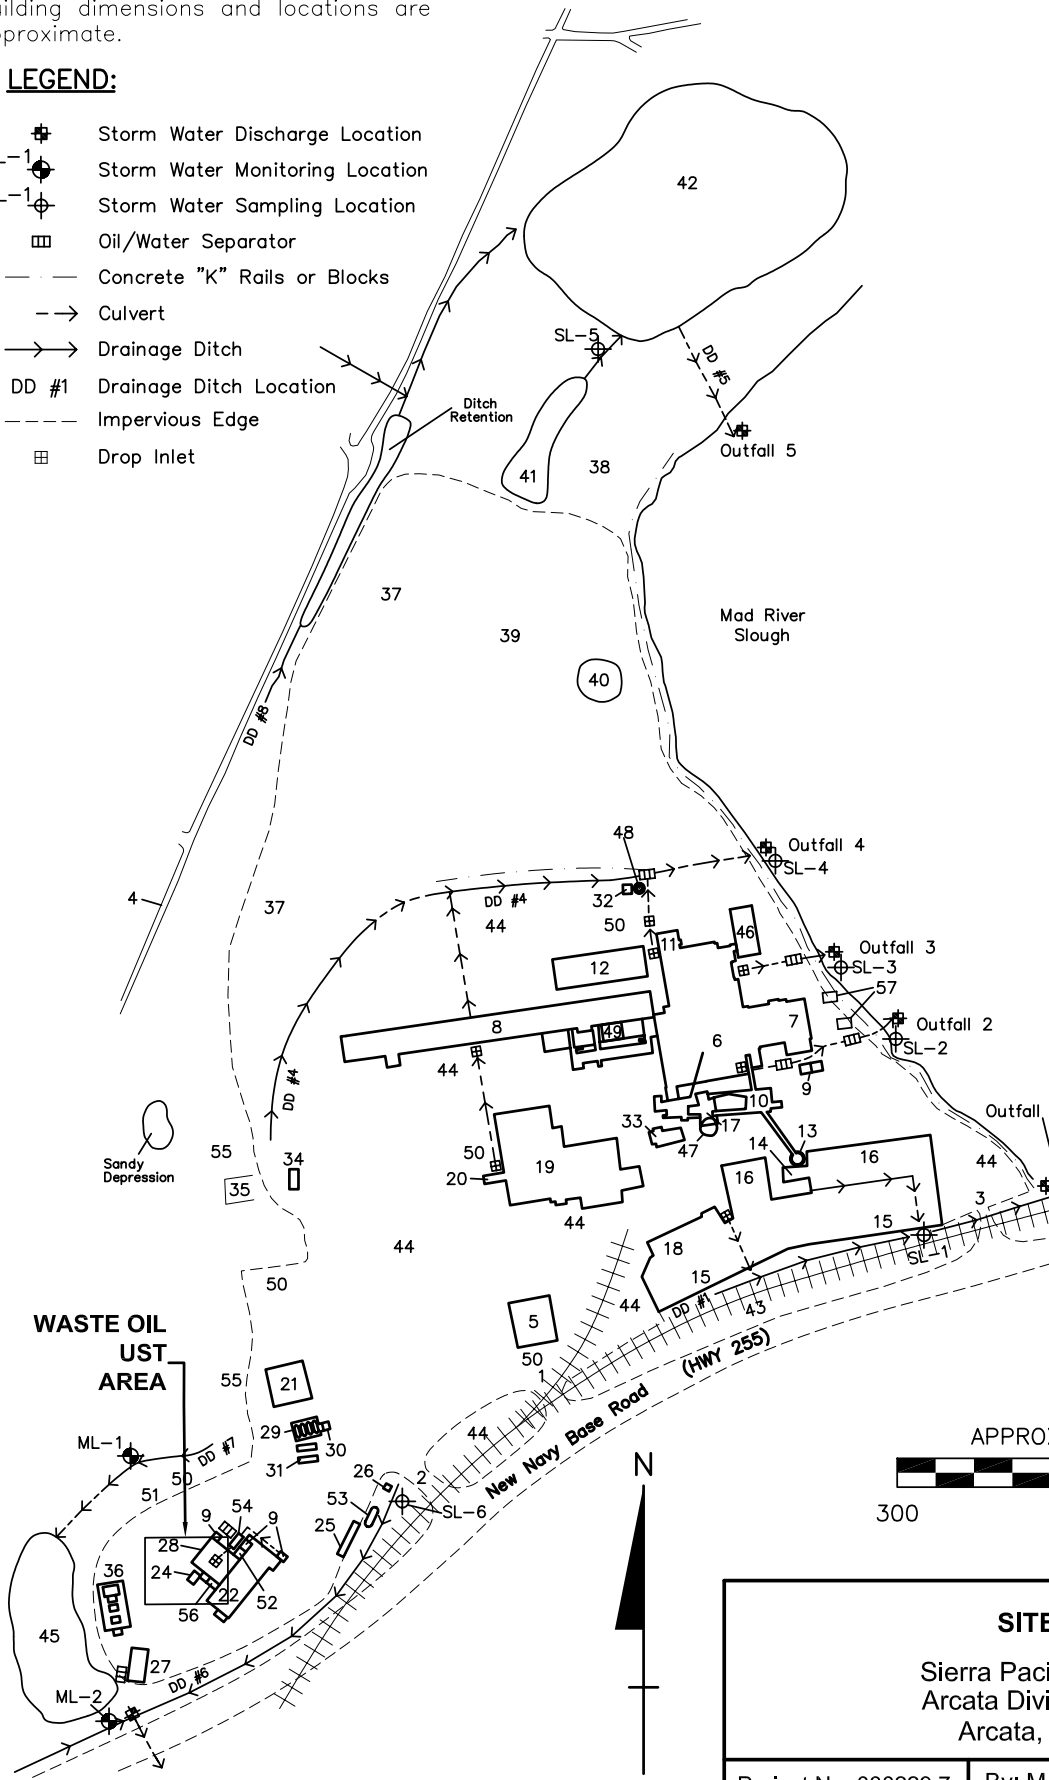 uilding dimensions and locations are
pproximate.
LEGEND:
Storm Water Discharge Location
L-1 Storm Water Monitoring Location
L-1 Storm Water Sampling Location
Oil/Water Separator
Concrete "K" Rails or Blocks
Culvert
Drainage Ditch
DD #1 Drainage Ditch Location
Impervious Edge
Drop Inlet
42
SL-5
DD #5
Ditch
Retention
Outfall 5
41
38
37
39
Mad River
Slough
40
DD #8
48
Outfall 4
SL-4
4
37
32
DD #4
44
50
46
11
Outfall 3
SL-3
12
57
8
49
7
Outfall 2
6
SL-2
44
9
DD #4
10
Outfall
33
17
47
14
13
Sandy
Depression
55
34
50
19
16
44
35
20
16
3
44
15
44
18
SL-1
50
15
44
DD #1
43
WASTE OIL
UST
AREA
5
(HWY 255)
50
55
21
1
New Navy Base Road
29
44
30
ML-1
DD #7
31
APPROX
N
50
26
2
51
53
54
SL-6
9
9
25
300
28
24
36
22
52
56
SITE
45
27
Sierra Paci
Arcata Divi
Arcata,
DD #6
ML-2